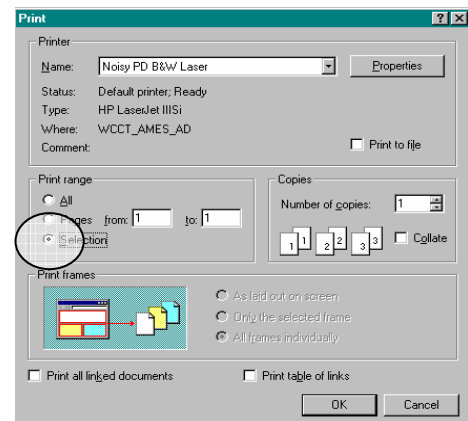 Print
Printer
Name: Noisy PD B&W Laser Properties
Status: Default printer; Ready
Type: HP LaserJet IIISi
Where: WCCT_AMES_AD
Comment: Print to file
Print range
All
Pages from: 1 to: 1
Selection
Copies
Number of copies: 1
1 1 2 2 3 3 Collate
Print frames
As laid out on screen
Only the selected frame
All frames individually
Print all linked documents Print table of links
OK Cancel